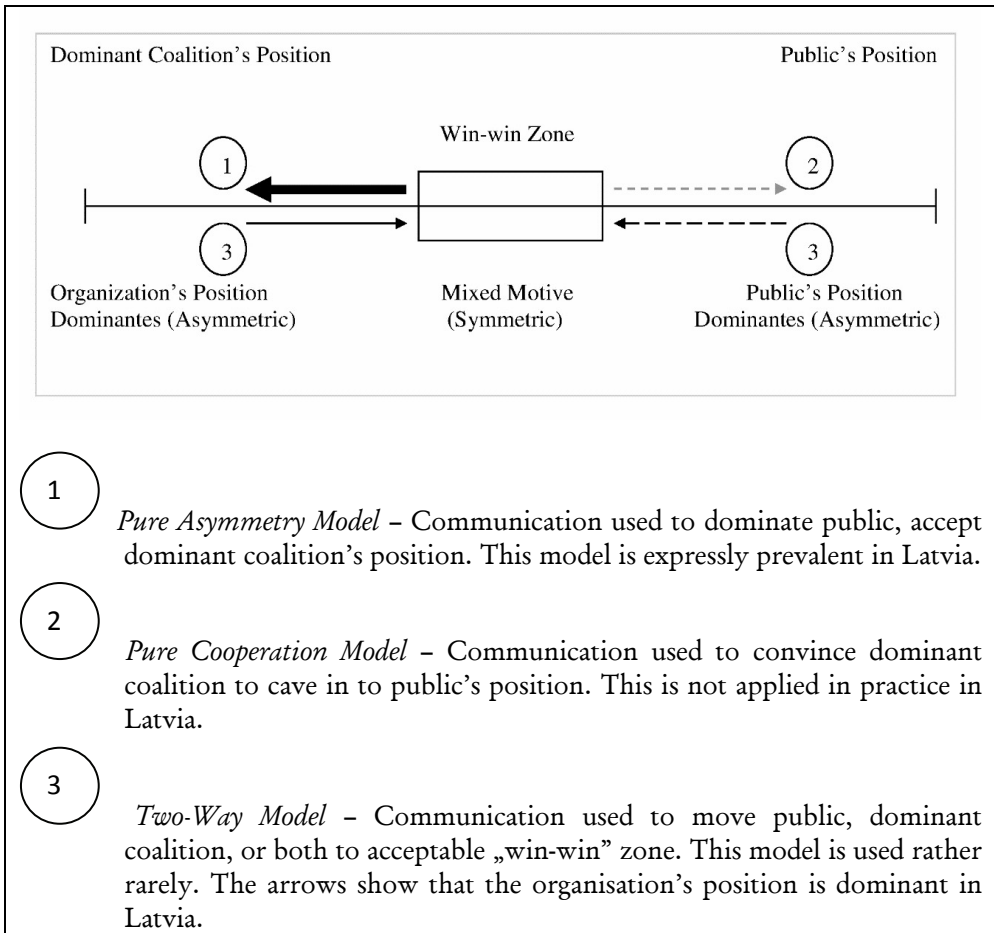 Dominant Coalition's Position
Public's Position
Win-win Zone
1
2
3
3
Organization's Position
Dominantes (Asymmetric)
Mixed Motive
(Symmetric)
Public's Position
Dominantes (Asymmetric)
1
Pure Asymmetry Model – Communication used to dominate public, accept
dominant coalition's position. This model is expressly prevalent in Latvia.
2
Pure Cooperation Model – Communication used to convince dominant
coalition to cave in to public's position. This is not applied in practice in
Latvia.
3
Two-Way Model – Communication used to move public, dominant
coalition, or both to acceptable „win-win” zone. This model is used rather
rarely. The arrows show that the organisation's position is dominant in
Latvia.